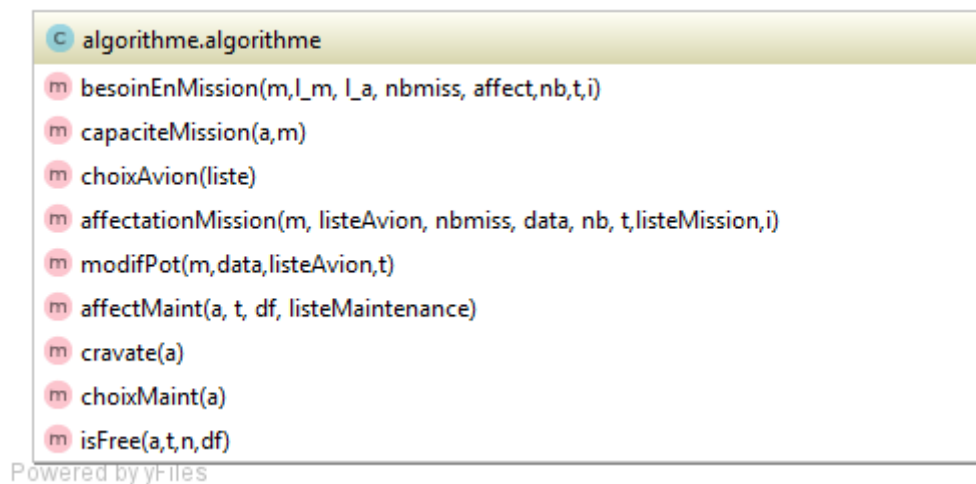 C algorithme.algorithme
m besoinEnMission(m,l_m, l_a, nbmiss, affect,nb,t,i)
m capaciteMission(a,m)
m choixAvion(liste)
m affectationMission(m, listeAvion, nbmiss, data, nb, t,listeMission,i)
m modifPot(m,data,listeAvion,t)
m affectMaint(a, t, df, listeMaintenance)
m cravate(a)
m choixMaint(a)
m isFree(a,t,n,df)
Powered by yFiles